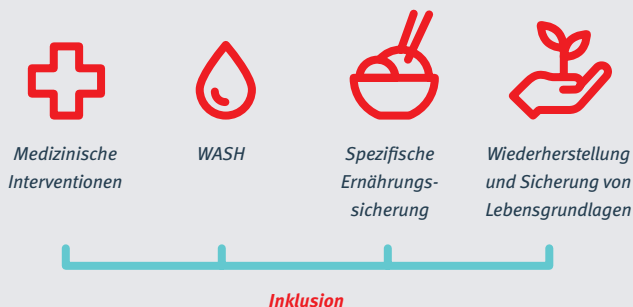 Medizinische
Interventionen
WASH
Spezifische
Ernährungs-
sicherung
Wiederherstellung
und Sicherung von
Lebensgrundlagen
Inklusion